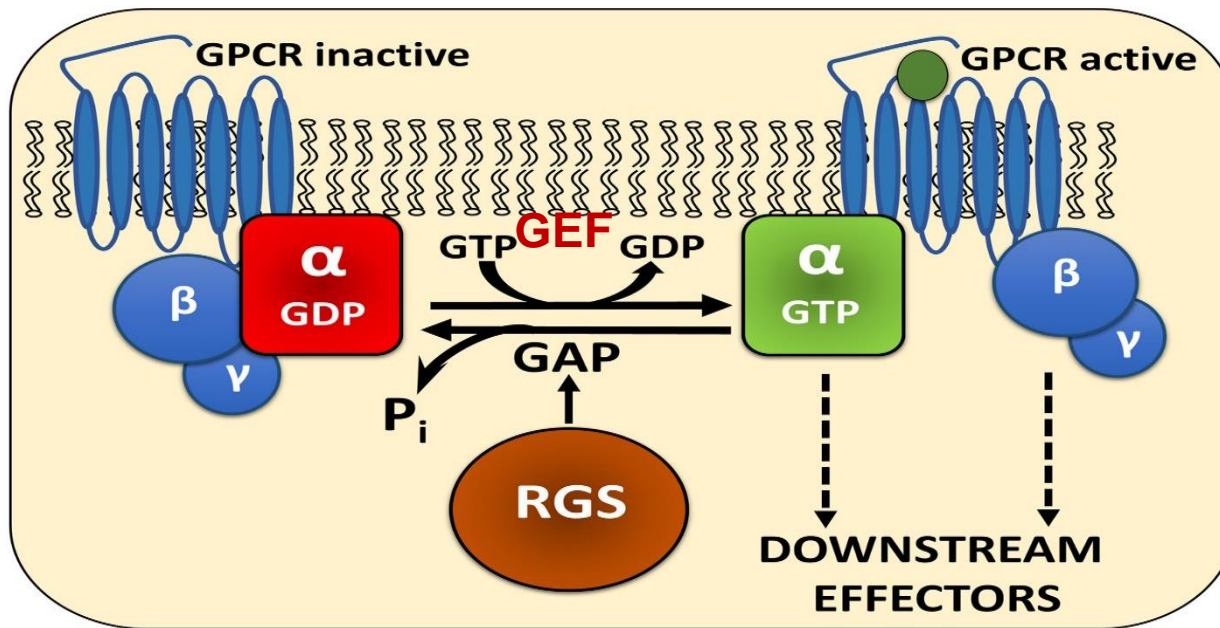 GPCR inactive
GPCR active
GTP GEF GDP
α
GDP
β
γ
α
GTP
β
γ
GAP
Pi
RGS
DOWNSTREAM
EFFECTORS